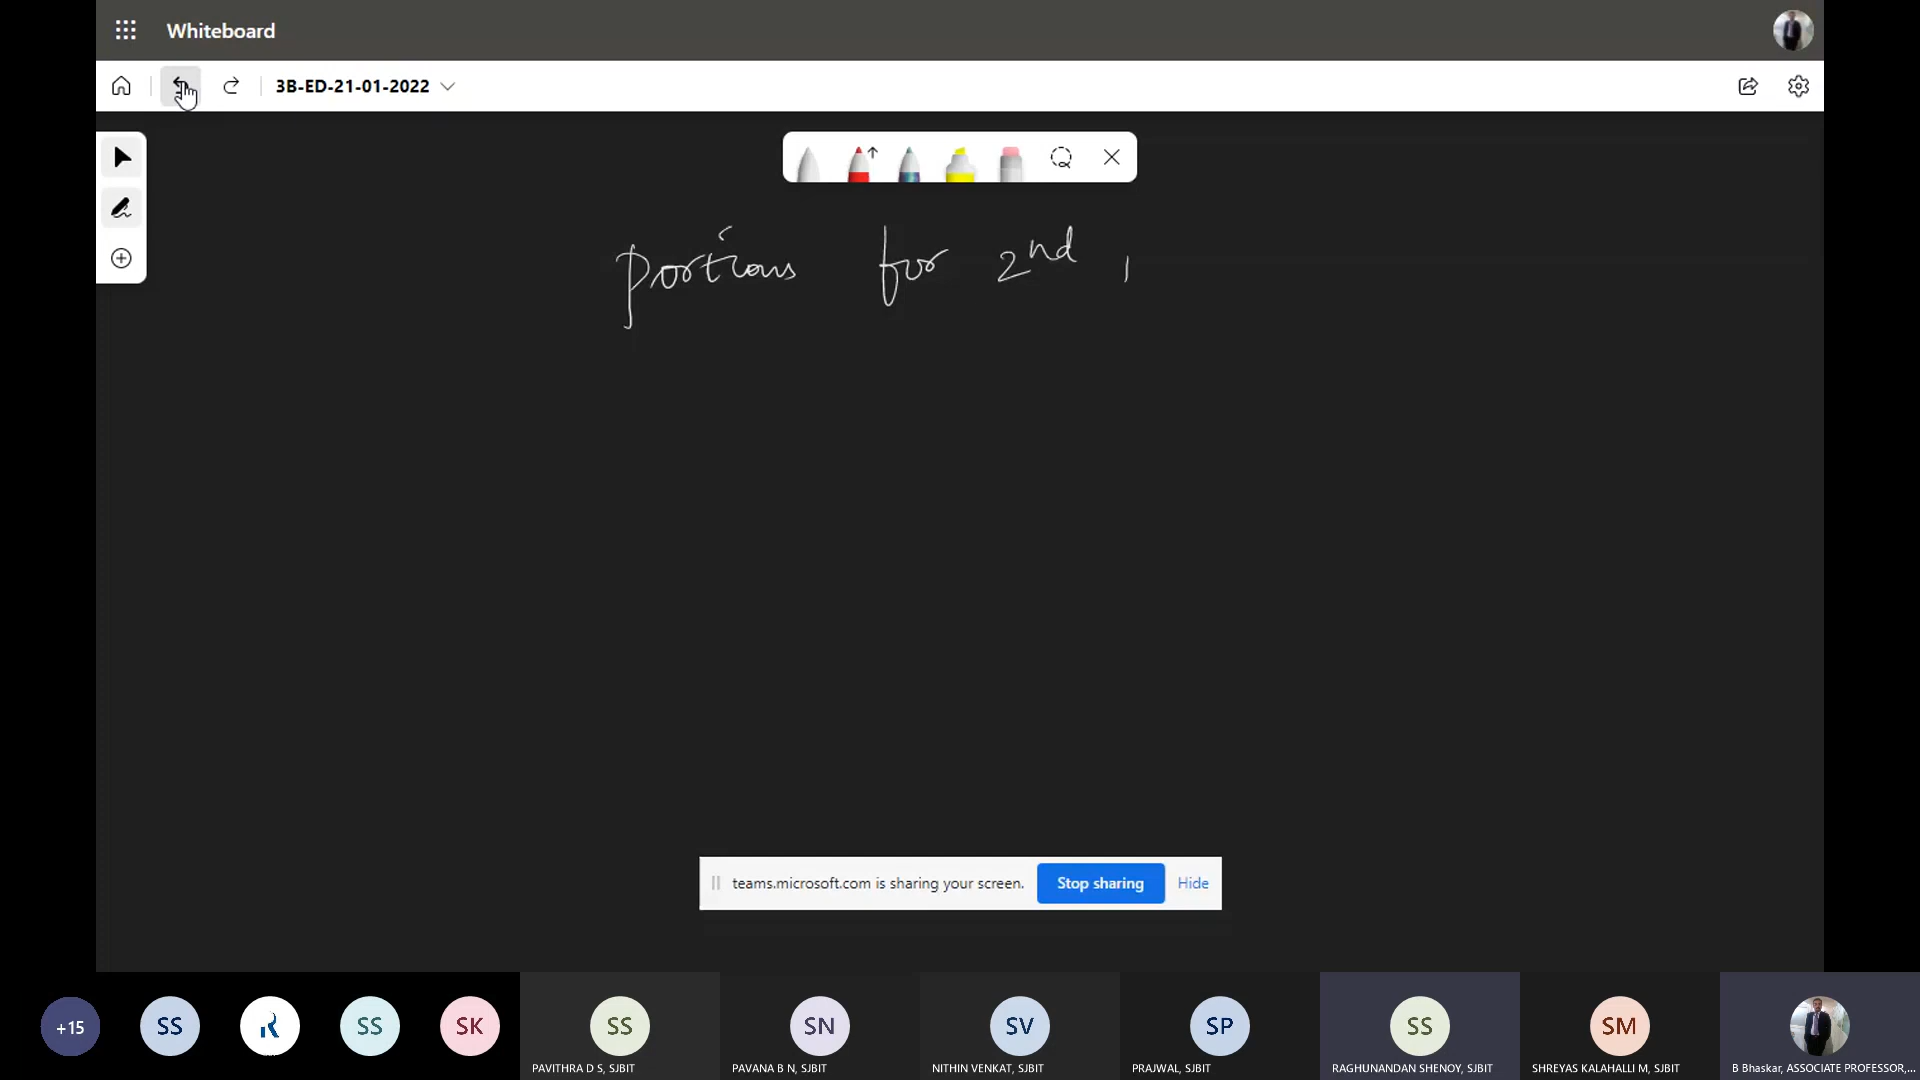 Whiteboard
3B-ED-21-01-2022
portions for 2nd
teams.microsoft.com is sharing your screen. Stop sharing Hide
+15 SS SS SK SS SN SV SP SS SM
PAVITHRA D S, SJBIT PAVANA B N, SJBIT NITHIN VENKAT, SJBIT PRAJWAL, SJBIT RAGHUNANDAN SHENOY, SJBIT SHREYAS KALAHALLI M, SJBIT B Bhaskar, ASSOCIATE PROFESSOR,...